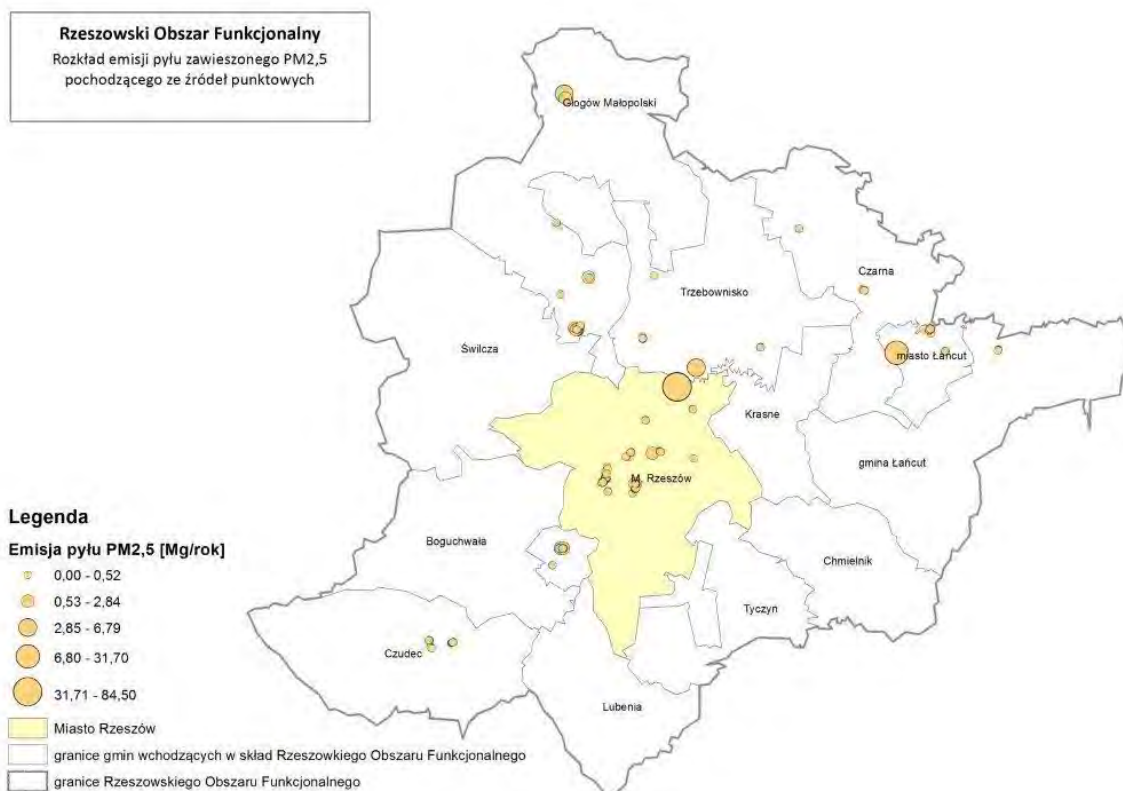 Rzeszowski Obszar Funkcjonalny
Rozkład emisji pyłu zawieszonego PM2,5
pochodzącego ze źródeł punktowych
Głogów Małopolski
Czarna
Trzebownisko
Świlcza
miasto Łańcut
Krasne
gmina Łańcut
M. Rzeszów
Boguchwała
Chmielnik
Tyczyn
Czudec
Lubenia
Legenda
Emisja pyłu PM2,5 [Mg/rok]
0,00 - 0,52
0,53 - 2,84
2,85 - 6,79
6,80 - 31,70
31,71 - 84,50
Miasto Rzeszów
granice gmin wchodzących w skład Rzeszowkiego Obszaru Funkcjonalnego
granice Rzeszowskiego Obszaru Funkcjonalnego